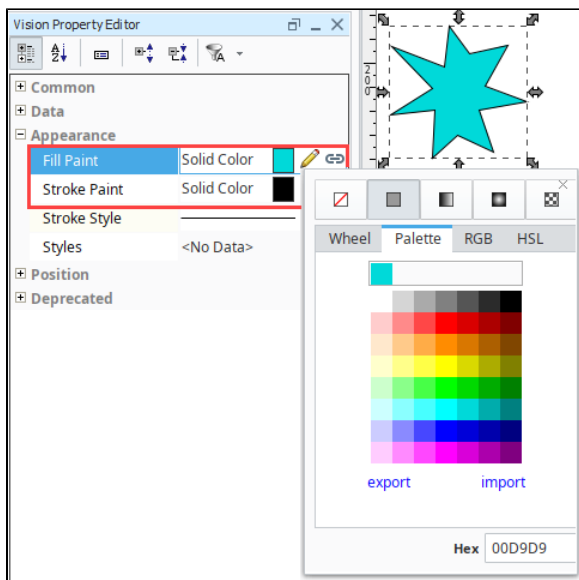 Vision Property Editor
Common
Data
Appearance
Fill Paint Solid Color
Stroke Paint Solid Color
Stroke Style
Styles <No Data>
Position
Deprecated
200
Wheel Palette RGB HSL
export import
Hex 00D9D9